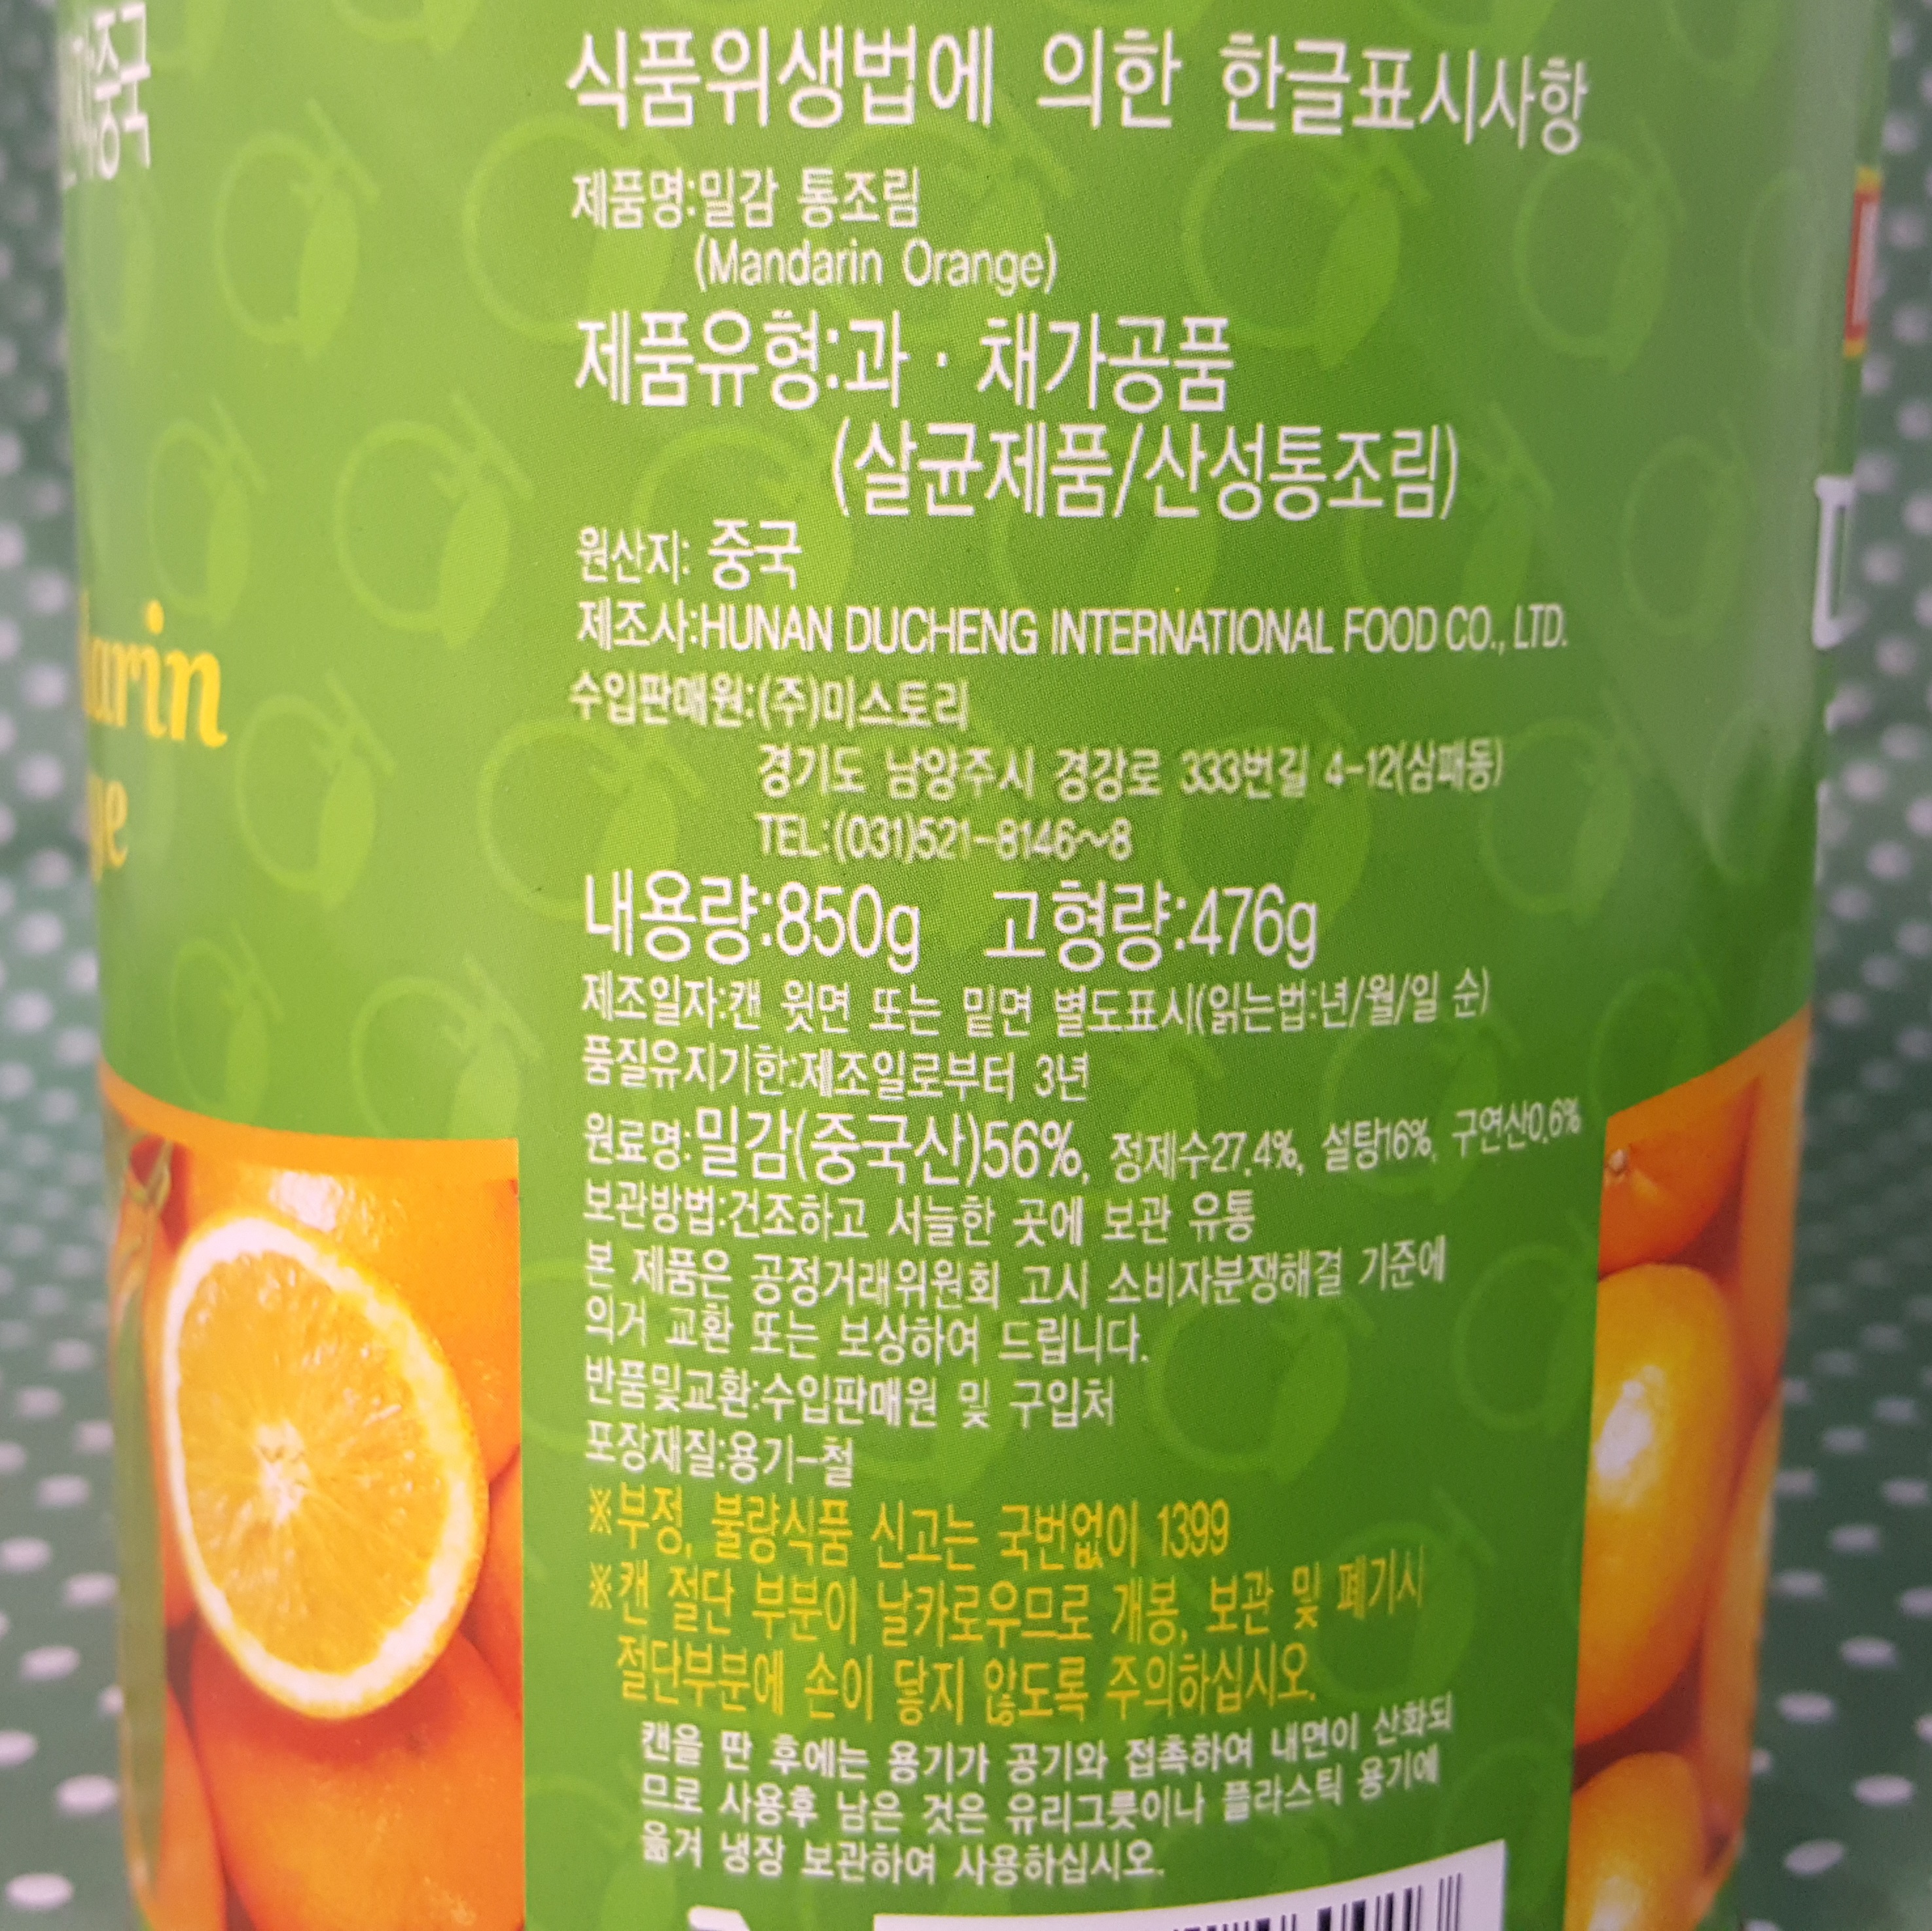 중국
식품위생법에 의한 한글표시사항
제품명:밀감 통조림
(Mandarin Orange)
제품유형:과 · 채가공품
(살균제품/산성통조림)
원산지: 중국
제조사:HUNAN DUCHENG INTERNATIONAL FOOD CO., LTD.
수입판매원:(주)미스토리
경기도 남양주시 경강로 333번길 4-12(삼패동)
TEL:(031)521-8146~8
내용량:850g 고형량:476g
제조일자:캔 윗면 또는 밑면 별도표시(읽는법:년/월/일 순)
품질유지기한:제조일로부터 3년
원료명:밀감(중국산)56%, 정제수27.4%, 설탕16%, 구연산0.6%
보관방법:건조하고 서늘한 곳에 보관 유통
본 제품은 공정거래위원회 고시 소비자분쟁해결 기준에
의거 교환 또는 보상하여 드립니다.
반품및교환:수입판매원 및 구입처
포장재질:용기-철
※부정, 불량식품 신고는 국번없이 1399
※캔 절단 부분이 날카로우므로 개봉, 보관 및 폐기시
절단부분에 손이 닿지 않도록 주의하십시오.
캔을 딴 후에는 용기가 공기와 접촉하여 내면이 산화되
므로 사용후 남은 것은 유리그릇이나 플라스틱 용기에
옮겨 냉장 보관하여 사용하십시오.